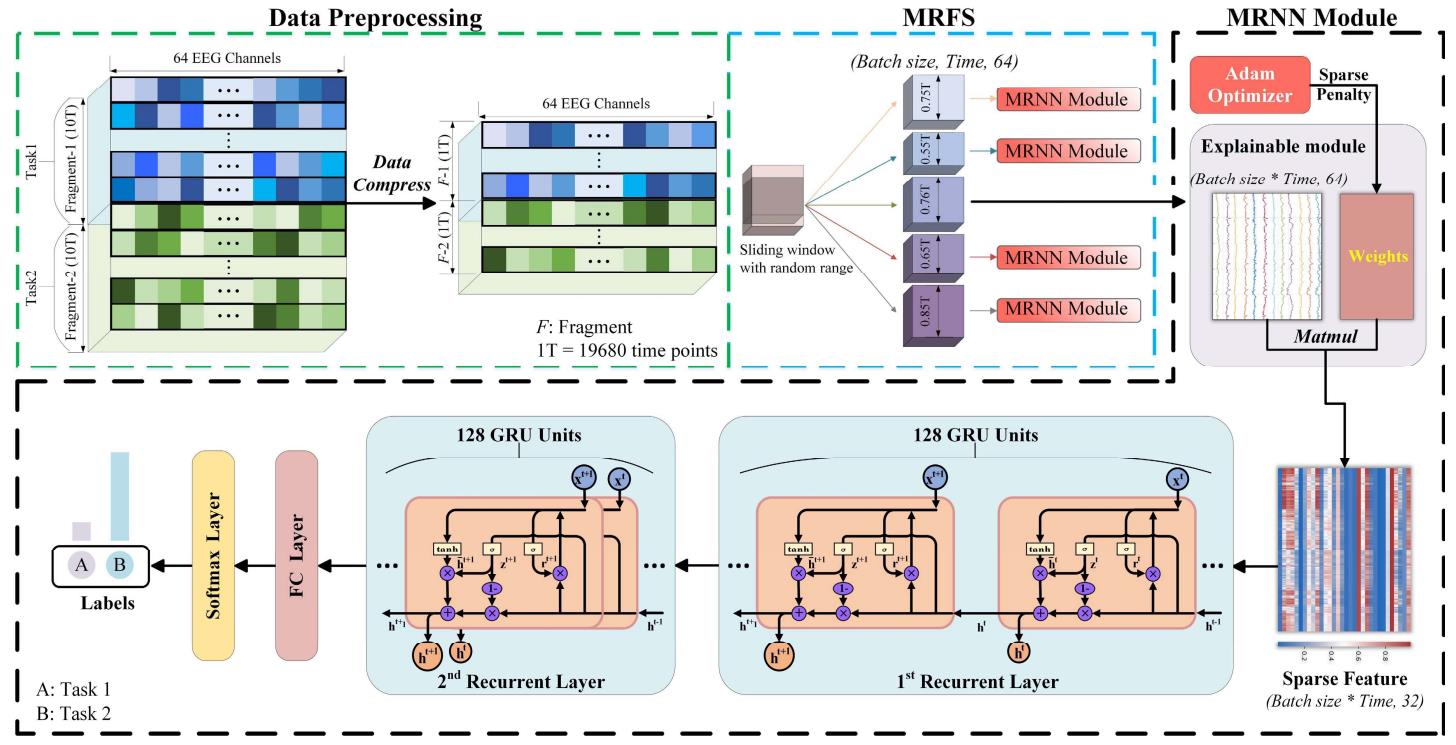 Data Preprocessing
MRFS
MRNN Module
64 EEG Channels
Task1
Fragment-1 (10T)
Task2
Fragment-2 (10T)
Data
Compress
64 EEG Channels
F-1 (1T)
F-2 (1T)
F: Fragment
1T = 19680 time points
(Batch size, Time, 64)
0.75T
MRNN Module
0.55T
MRNN Module
0.76T
0.65T
MRNN Module
0.85T
MRNN Module
Sliding window
with random range
Adam
Optimizer
Sparse
Penalty
Explainable module
(Batch size * Time, 64)
Weights
Matmul
A
B
Labels
Softmax Layer
FC Layer
128 GRU Units
x^{t+1}
x^t
tanh
σ
σ
h̃^{t+1}
z^{t+1}
r^{t+1}
×
×
1-
+
×
h^{t+1}
h^{t-1}
h^{t+1}
h^t
2nd Recurrent Layer
128 GRU Units
x^{t+1}
x^t
tanh
σ
σ
tanh
σ
σ
h̃^{t+1}
z^{t+1}
r^{t+1}
h̃^t
z^t
r^t
×
×
×
×
1-
1-
+
×
+
×
h^{t+1}
h^t
h^{t-1}
h^{t+1}
h^t
1st Recurrent Layer
0.2
0.4
0.6
0.8
Sparse Feature
(Batch size * Time, 32)
A: Task 1
B: Task 2